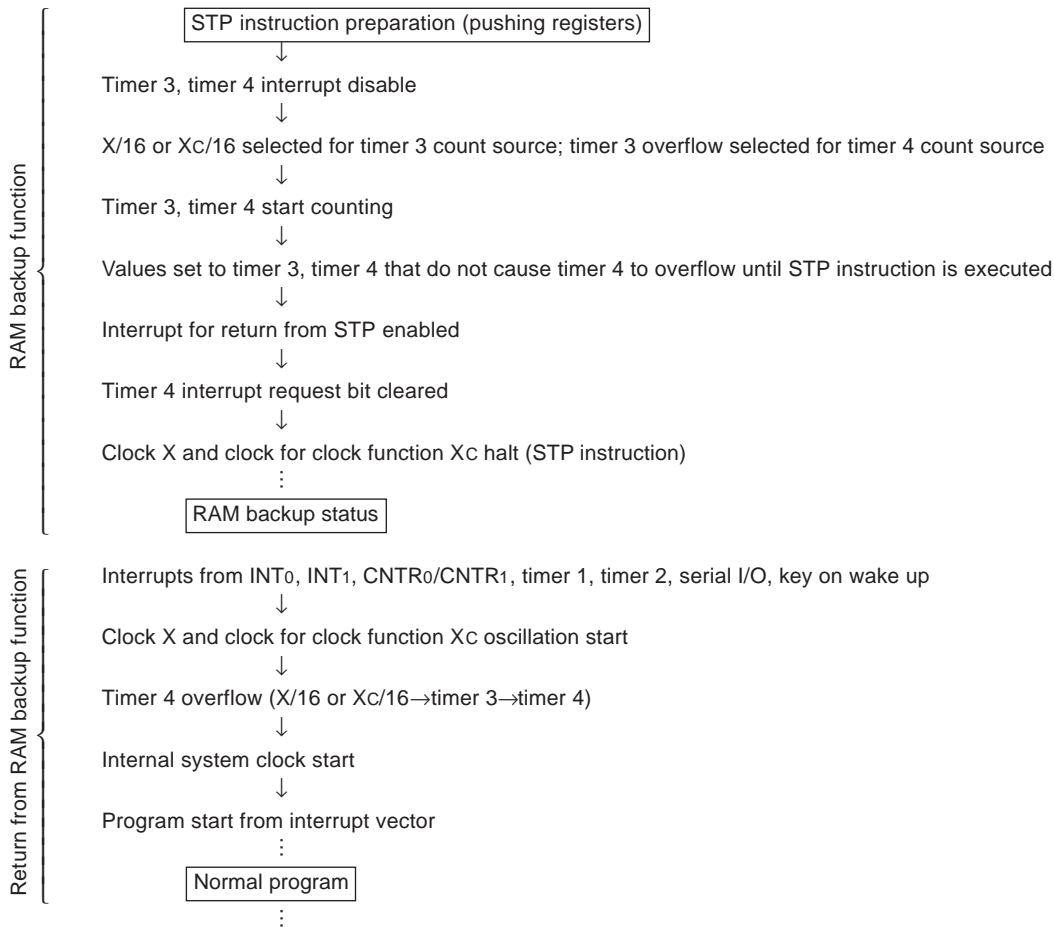 RAM backup function
STP instruction preparation (pushing registers)
↓
Timer 3, timer 4 interrupt disable
↓
X/16 or XC/16 selected for timer 3 count source; timer 3 overflow selected for timer 4 count source
↓
Timer 3, timer 4 start counting
↓
Values set to timer 3, timer 4 that do not cause timer 4 to overflow until STP instruction is executed
↓
Interrupt for return from STP enabled
↓
Timer 4 interrupt request bit cleared
↓
Clock X and clock for clock function XC halt (STP instruction)
⋮
RAM backup status
Return from RAM backup function
Interrupts from INT0, INT1, CNTR0/CNTR1, timer 1, timer 2, serial I/O, key on wake up
↓
Clock X and clock for clock function XC oscillation start
↓
Timer 4 overflow (X/16 or XC/16→timer 3→timer 4)
↓
Internal system clock start
↓
Program start from interrupt vector
⋮
Normal program
⋮